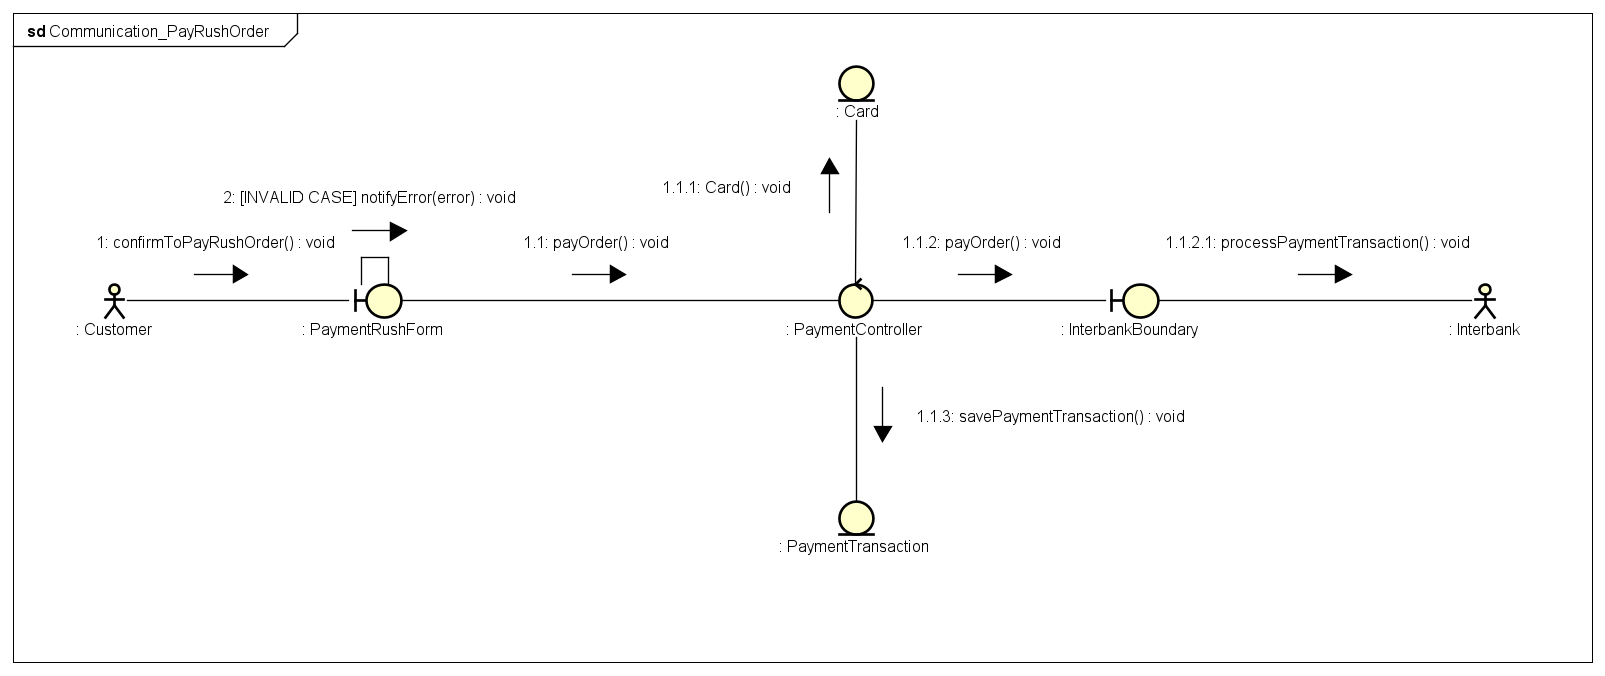 sd Communication_PayRushOrder
: Card
1.1.1: Card() : void
2: [INVALID CASE] notifyError(error) : void
1: confirmToPayRushOrder() : void
1.1: payOrder() : void
1.1.2: payOrder() : void
1.1.2.1: processPaymentTransaction() : void
: Customer
: PaymentRushForm
: PaymentController
: InterbankBoundary
: Interbank
1.1.3: savePaymentTransaction() : void
: PaymentTransaction